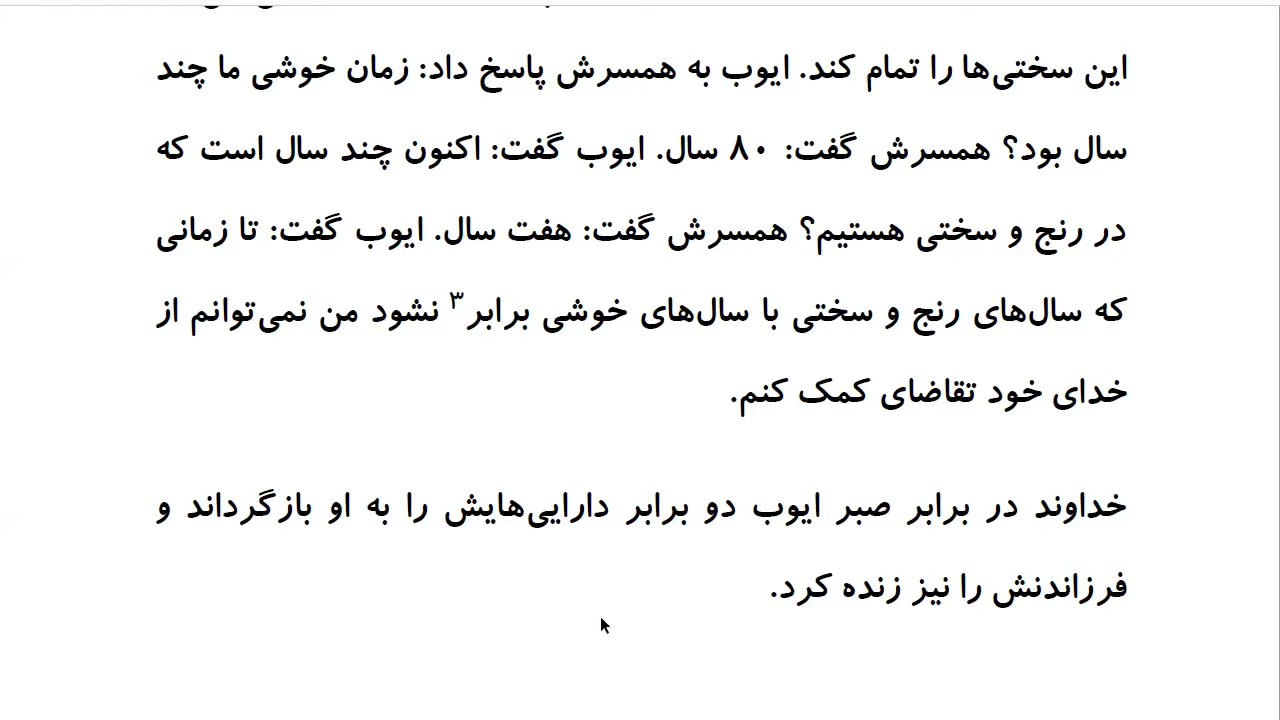 این سختی‌ها را تمام کند. ایوب به همسرش پاسخ داد: زمان خوشی ما چند
سال بود؟ همسرش گفت: ۸۰ سال. ایوب گفت: اکنون چند سال است که
در رنج و سختی هستیم؟ همسرش گفت: هفت سال. ایوب گفت: تا زمانی
که سال‌های رنج و سختی با سال‌های خوشی برابر۳ نشود من نمی‌توانم از
خدای خود تقاضای کمک کنم.
خداوند در برابر صبر ایوب دو برابر دارایی‌هایش را به او بازگرداند و
فرزاندنش را نیز زنده کرد.